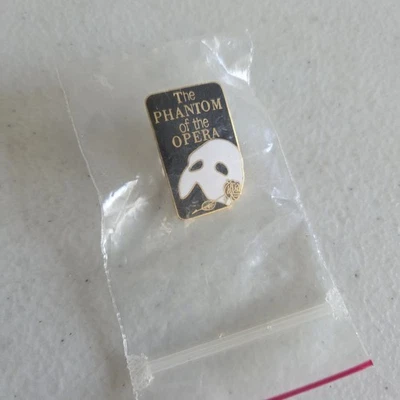 The
PHANTOM
of the
OPERA